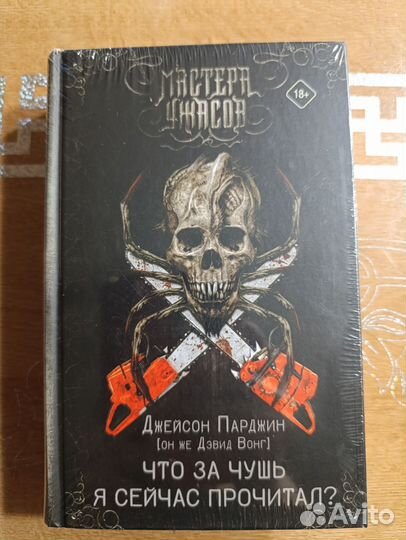 МАСТЕРА
УЖАСОВ
18+
ДЖЕЙСОН ПАРДЖИН
[ОН ЖЕ ДЭВИД ВОНГ]
ЧТО ЗА ЧУШЬ
Я СЕЙЧАС ПРОЧИТАЛ?
Avito